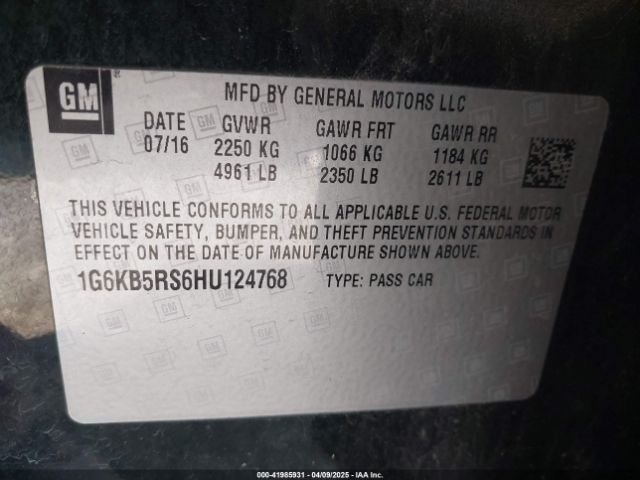 GM ®
MFD BY GENERAL MOTORS LLC
DATE GVWR GAWR FRT GAWR RR
07/16 2250 KG 1066 KG 1184 KG
4961 LB 2350 LB 2611 LB
THIS VEHICLE CONFORMS TO ALL APPLICABLE U.S. FEDERAL MOTOR
VEHICLE SAFETY, BUMPER, AND THEFT PREVENTION STANDARDS IN
EFFECT ON THE DATE OF MANUFACTURE SHOWN ABOVE.
1G6KB5RS6HU124768 TYPE: PASS CAR
000-41985931 | 04/09/2025 | IAAI, Inc.